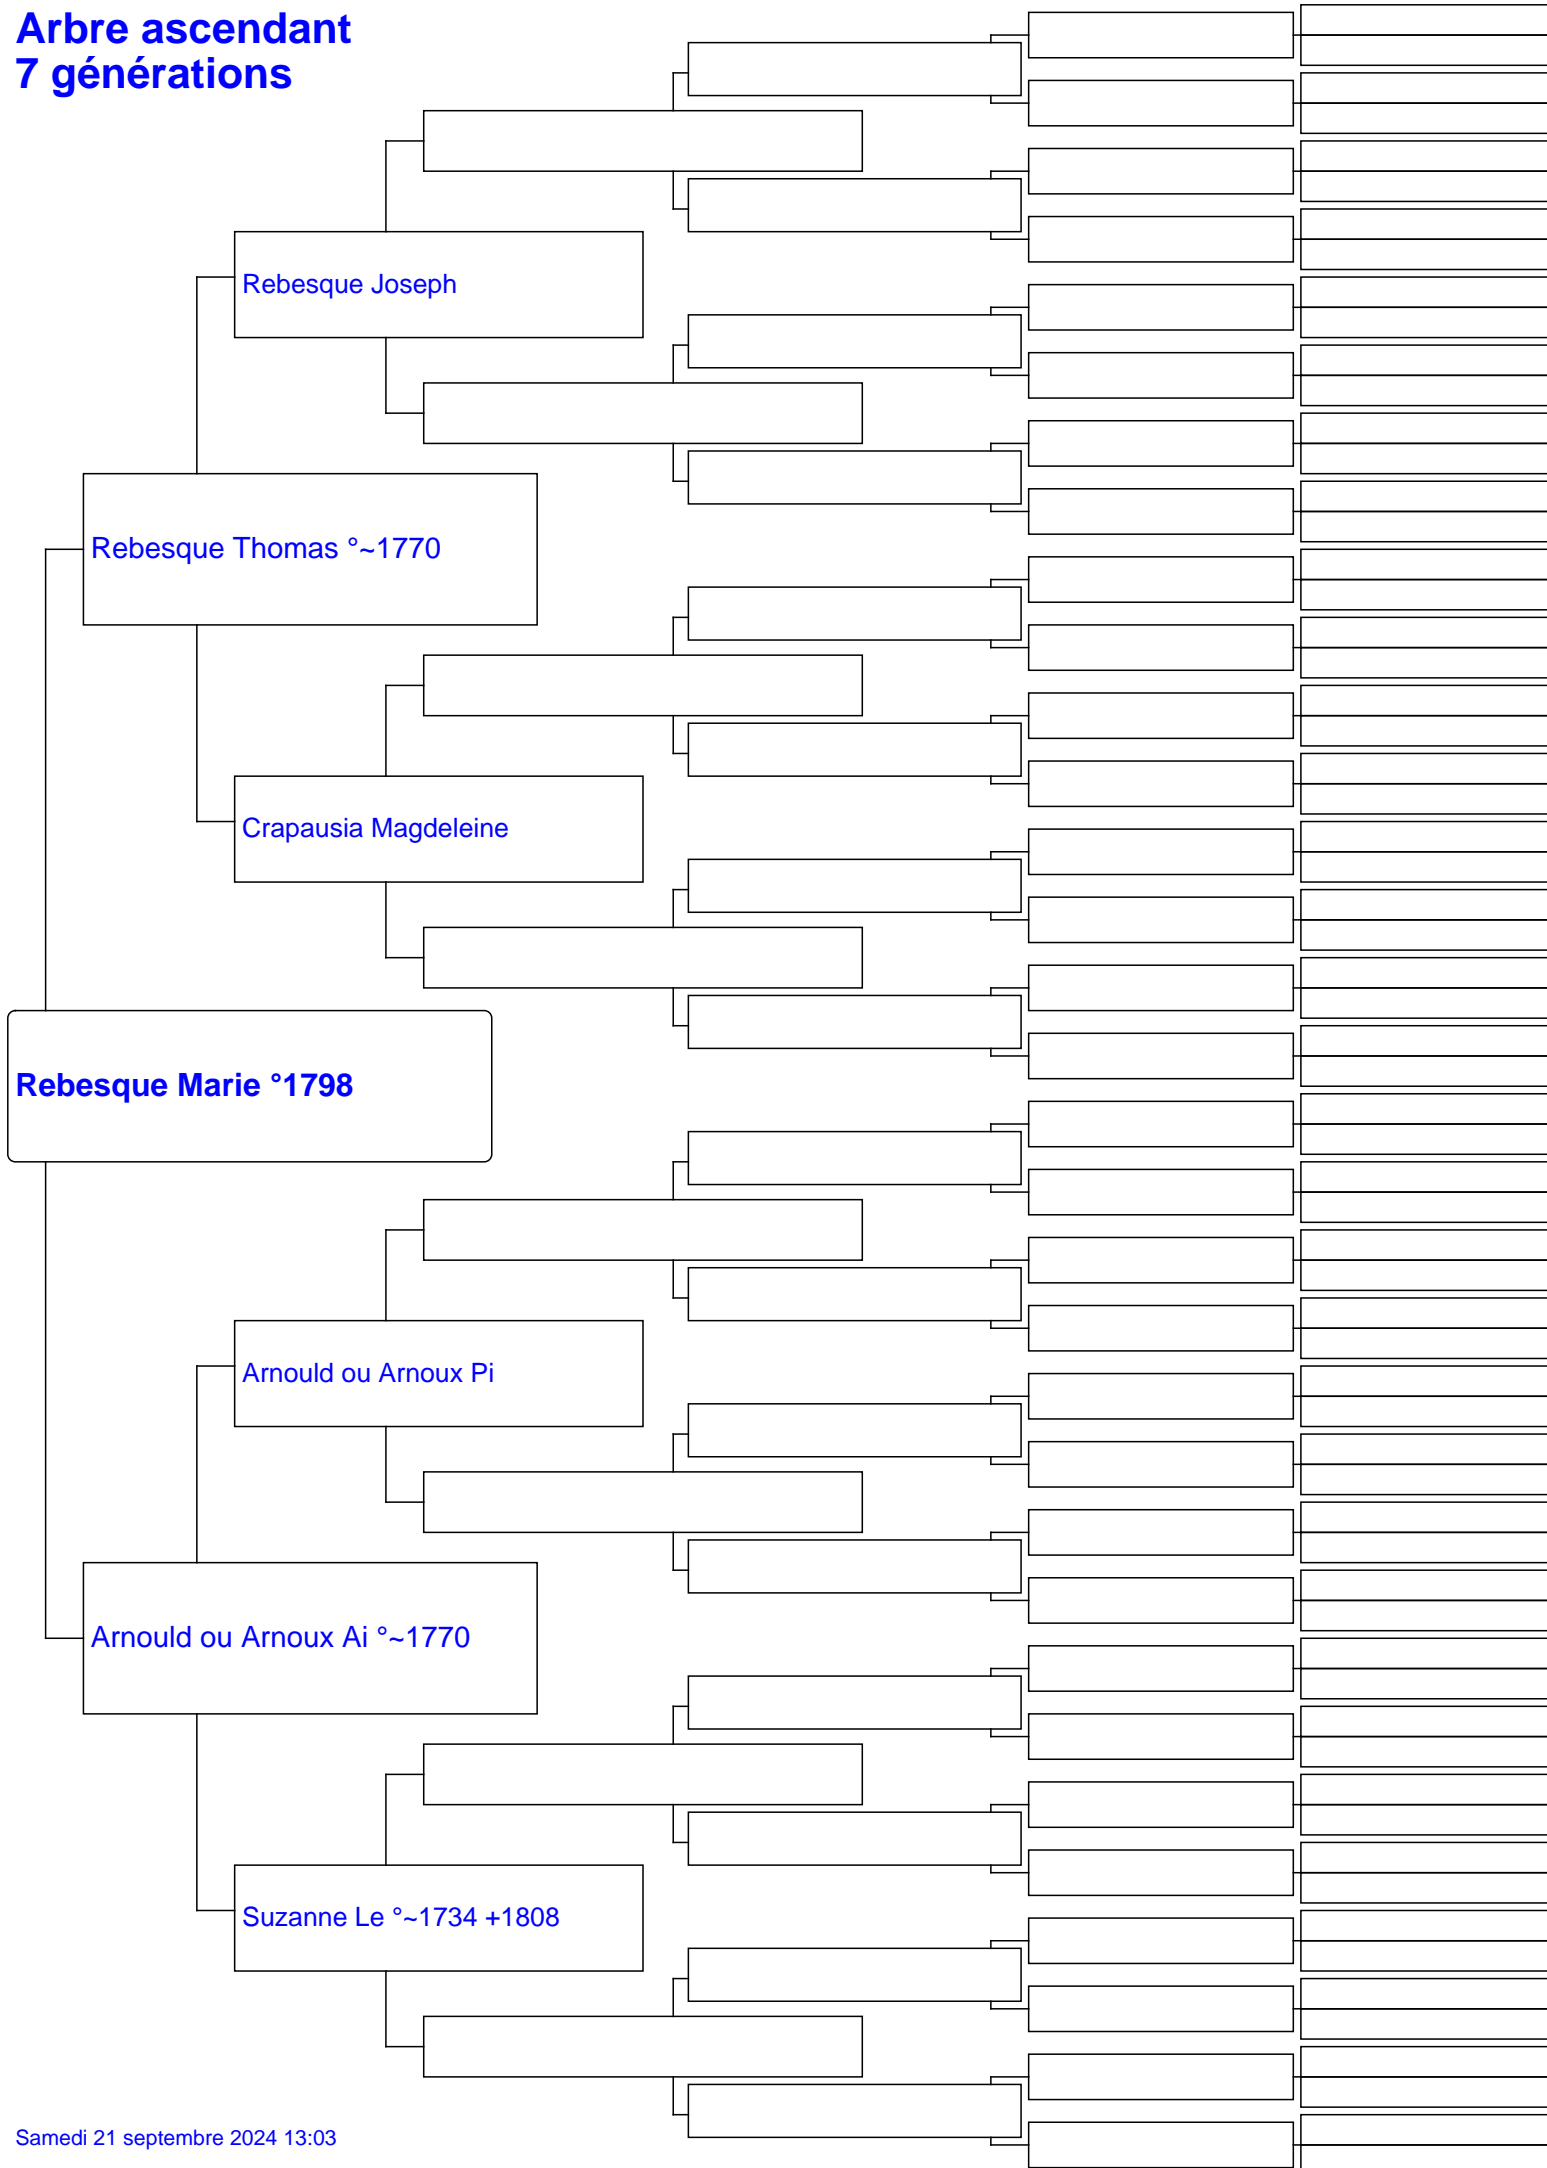 Arbre ascendant
7 générations
Rebesque Joseph
Rebesque Thomas °~1770
Crapausia Magdeleine
Rebesque Marie °1798
Arnould ou Arnoux Pi
Arnould ou Arnoux Ai °~1770
Suzanne Le °~1734 +1808
Samedi 21 septembre 2024 13:03